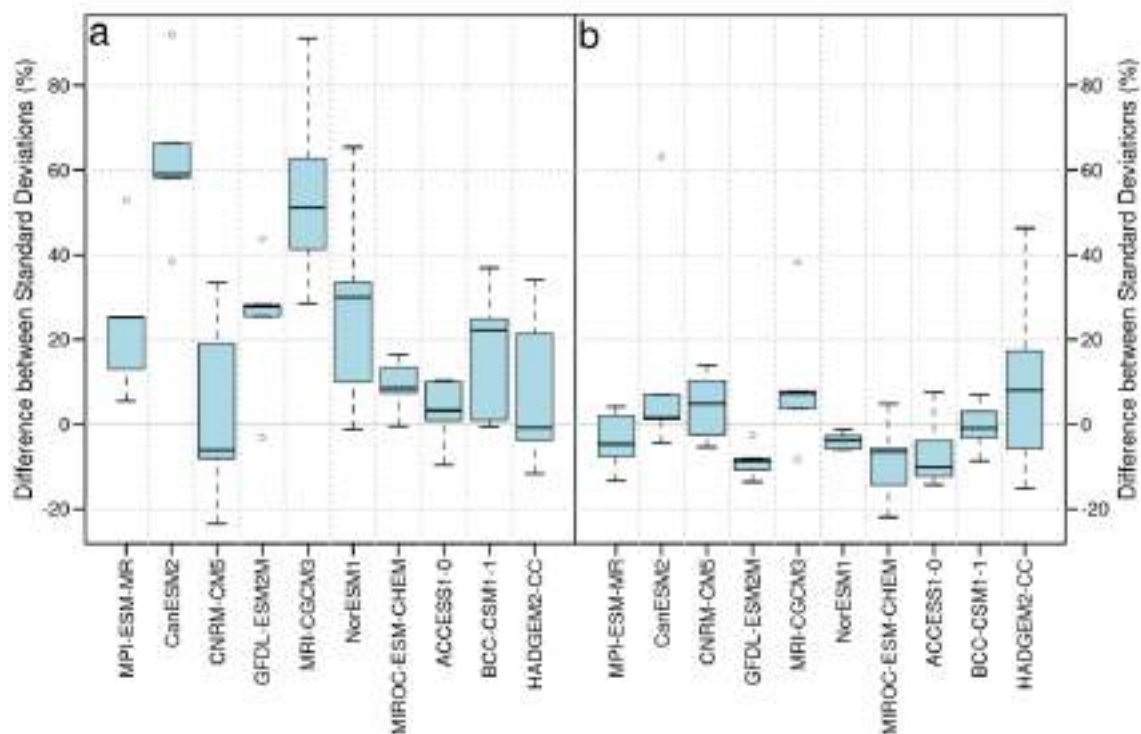 a
b
Difference between Standard Deviations (%)
80
60
40
20
0
-20
80
60
40
20
0
-20
Difference between Standard Deviations (%)
MPI-ESM-MR
CanESM2
CNRM-CM5
GFDL-ESM2M
MRI-CGCM3
NorESM1
MIROC-ESM-CHEM
ACCESS1-0
BCC-CSM1-1
HADGEM2-CC
MPI-ESM-MR
CanESM2
CNRM-CM5
GFDL-ESM2M
MRI-CGCM3
NorESM1
MIROC-ESM-CHEM
ACCESS1-0
BCC-CSM1-1
HADGEM2-CC